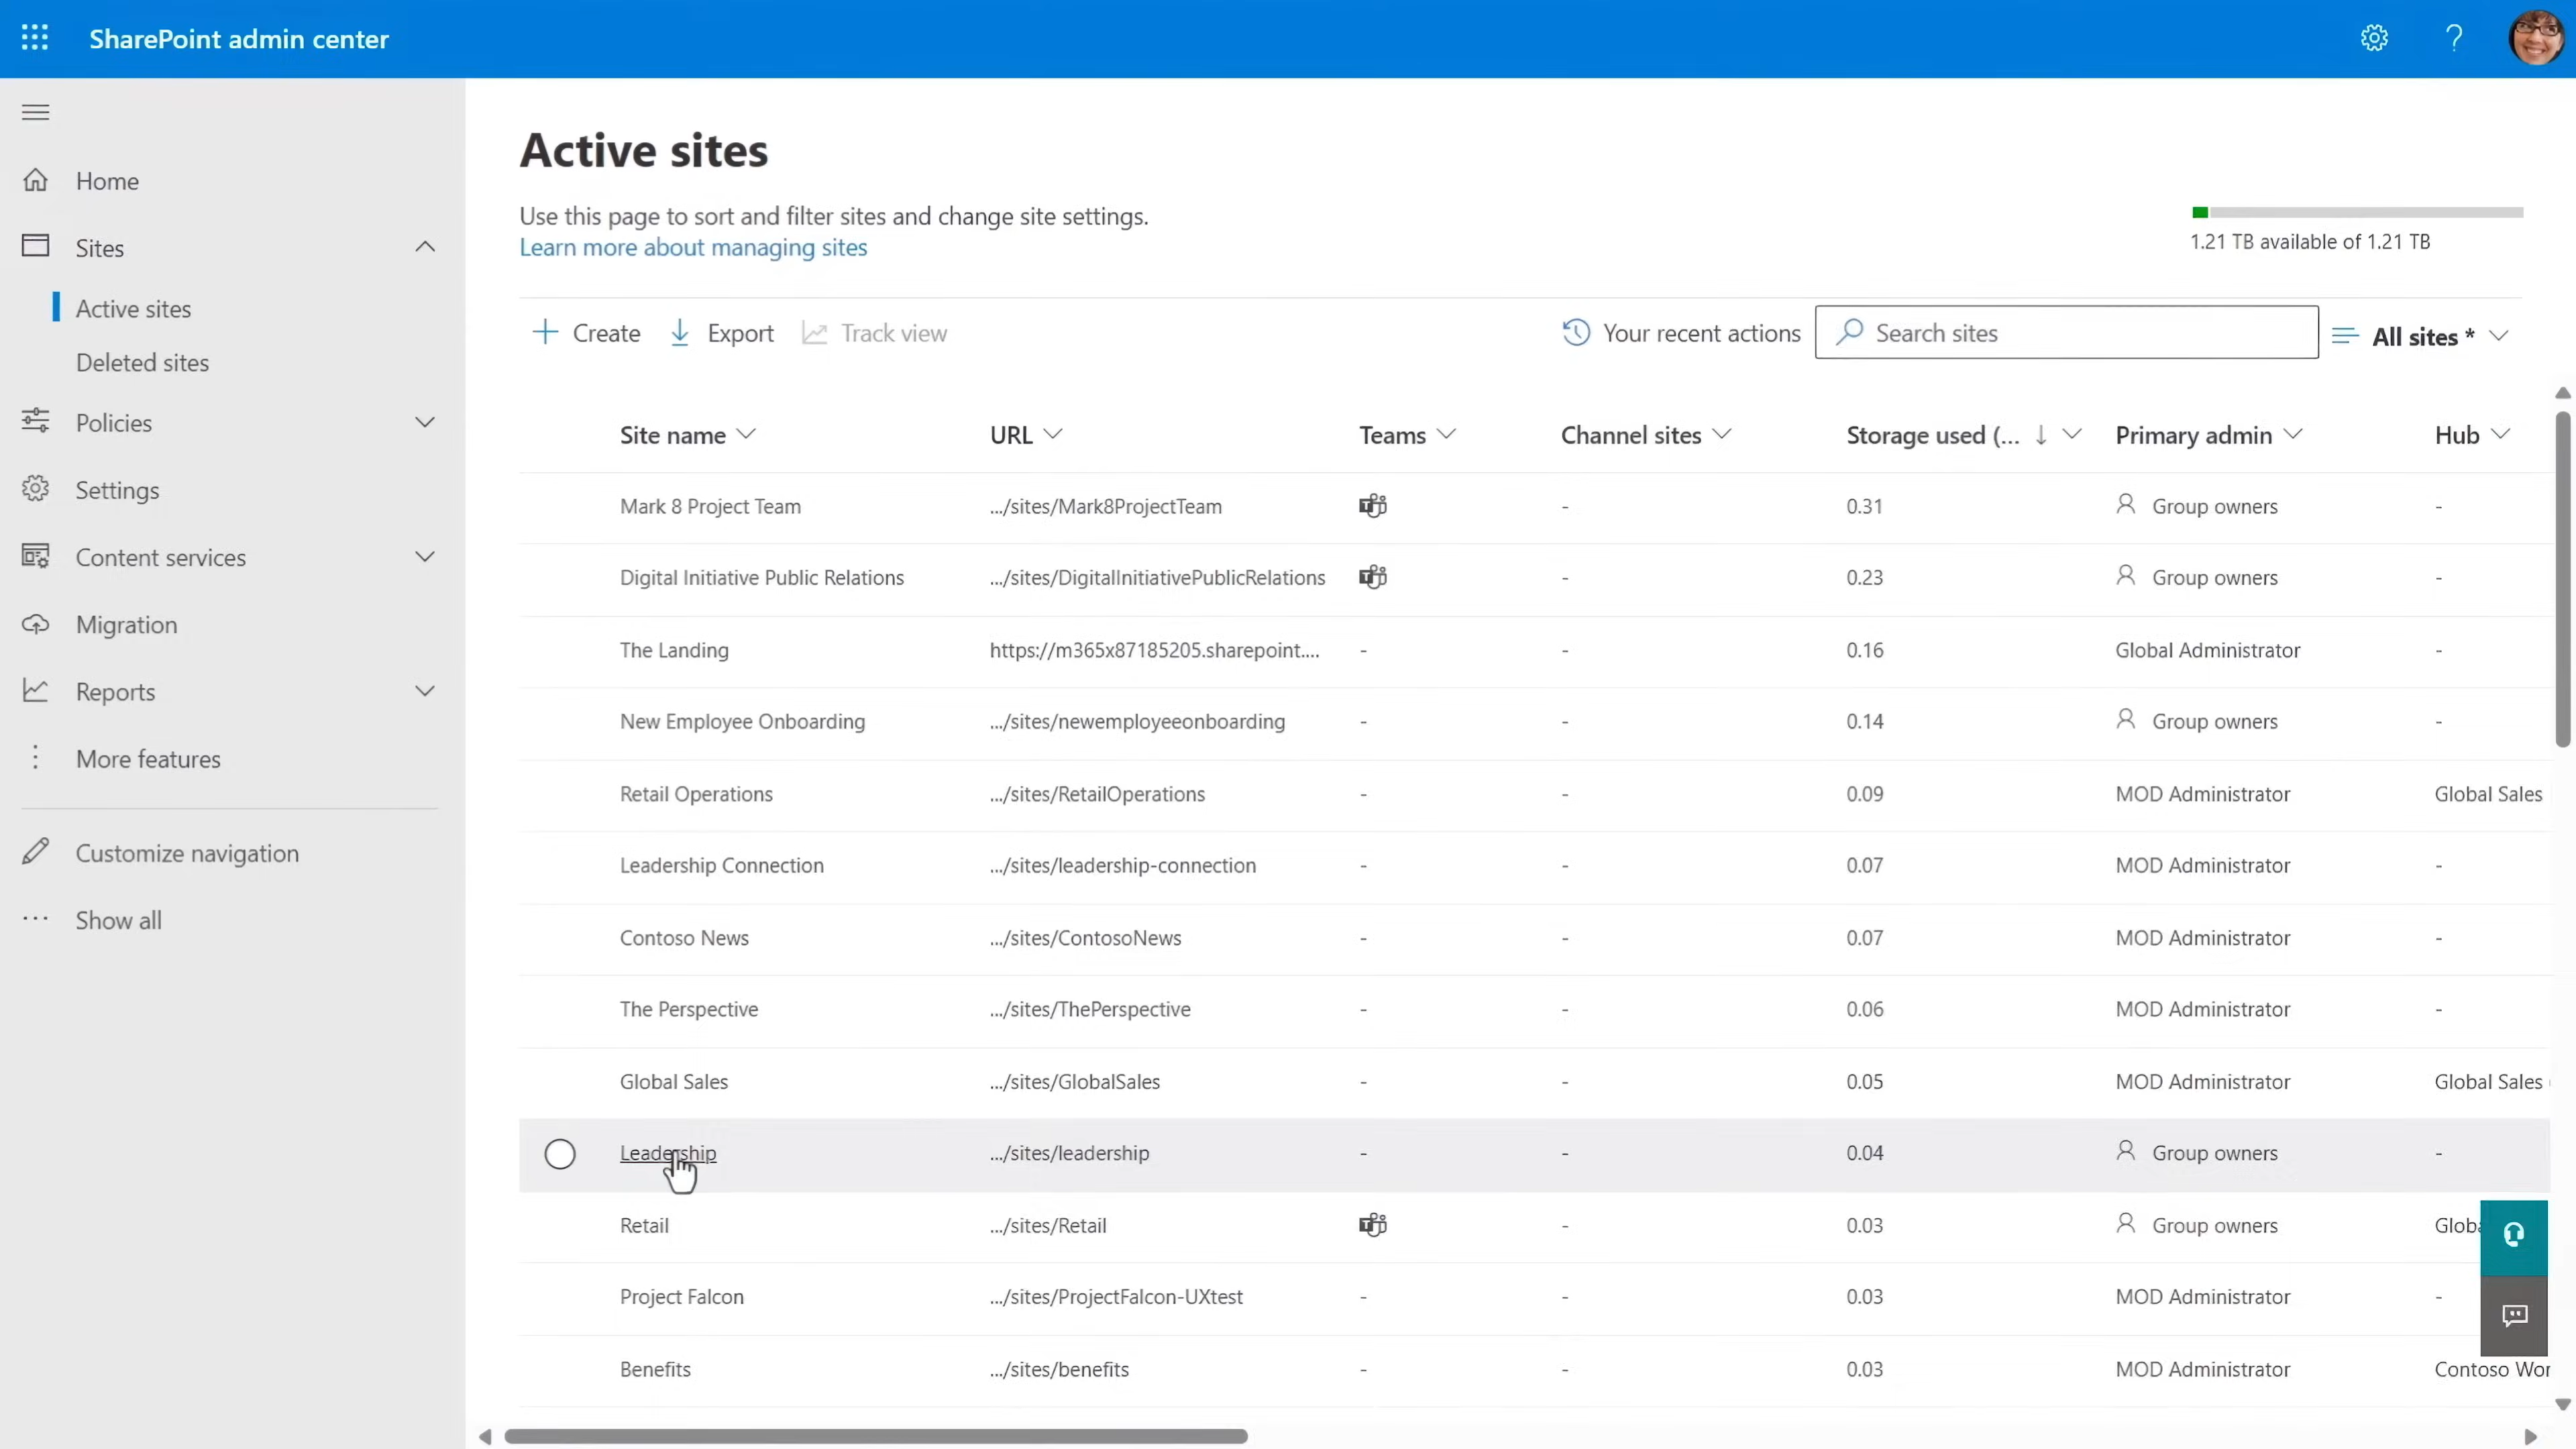 SharePoint admin center
Home
Sites
Active sites
Deleted sites
Policies
Settings
Content services
Migration
Reports
More features
Customize navigation
Show all
Active sites
Use this page to sort and filter sites and change site settings.
Learn more about managing sites
1.21 TB available of 1.21 TB
Create Export Track view Your recent actions Search sites All sites *
Site name URL Teams Channel sites Storage used (... Primary admin Hub
Mark 8 Project Team .../sites/Mark8ProjectTeam - 0.31 Group owners -
Digital Initiative Public Relations .../sites/DigitalInitiativePublicRelations - 0.23 Group owners -
The Landing https://m365x87185205.sharepoint.... - - 0.16 Global Administrator -
New Employee Onboarding .../sites/newemployeeonboarding - - 0.14 Group owners -
Retail Operations .../sites/RetailOperations - - 0.09 MOD Administrator Global Sales
Leadership Connection .../sites/leadership-connection - - 0.07 MOD Administrator -
Contoso News .../sites/ContosoNews - - 0.07 MOD Administrator -
The Perspective .../sites/ThePerspective - - 0.06 MOD Administrator -
Global Sales .../sites/GlobalSales - - 0.05 MOD Administrator Global Sales
Leadership .../sites/leadership - - 0.04 Group owners -
Retail .../sites/Retail - 0.03 Group owners
Project Falcon .../sites/ProjectFalcon-UXtest - - 0.03 MOD Administrator -
Benefits .../sites/benefits - - 0.03 MOD Administrator Contoso